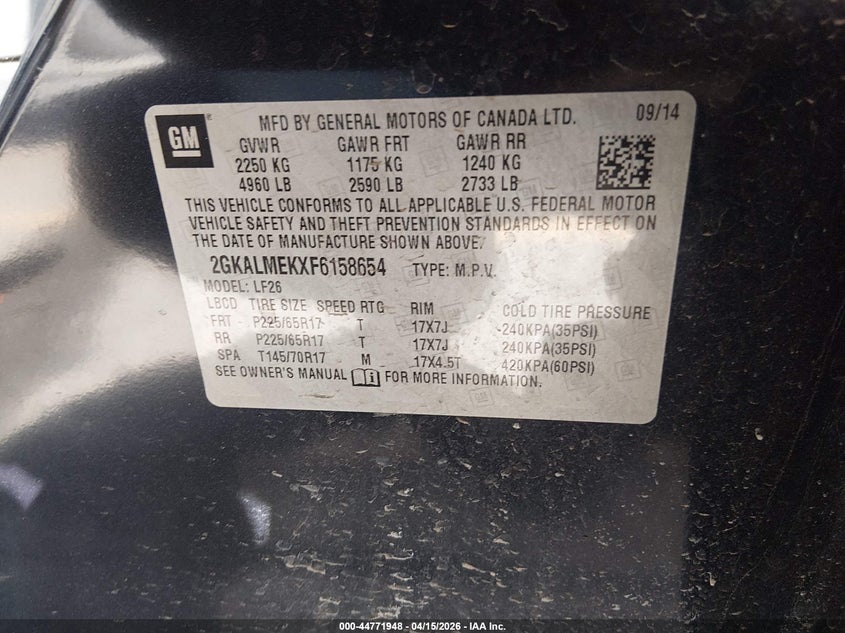 GM ® MFD BY GENERAL MOTORS OF CANADA LTD. 09/14
GVWR GAWR FRT GAWR RR
2250 KG 1175 KG 1240 KG
4960 LB 2590 LB 2733 LB
THIS VEHICLE CONFORMS TO ALL APPLICABLE U.S. FEDERAL MOTOR
VEHICLE SAFETY AND THEFT PREVENTION STANDARDS IN EFFECT ON
THE DATE OF MANUFACTURE SHOWN ABOVE.
2GKALMEKXF6158654 TYPE: M.P.V.
MODEL: LF26
LBCD TIRE SIZE SPEED RTG RIM COLD TIRE PRESSURE
FRT P225/65R17 T 17X7J 240KPA(35PSI)
RR P225/65R17 T 17X7J 240KPA(35PSI)
SPA T145/70R17 M 17X4.5T 420KPA(60PSI)
SEE OWNER'S MANUAL FOR MORE INFORMATION.
000-44771948 - 04/15/2026 - IAA Inc.